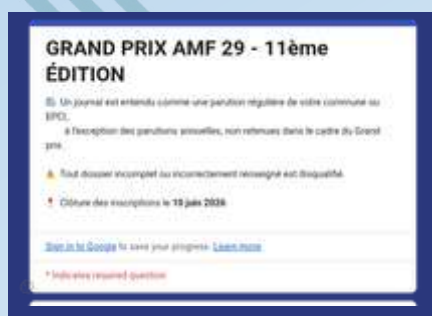 GRAND PRIX AMF 29 - 11ème
ÉDITION
Un journal est entendu comme une parution régulière de votre commune ou
EPCI,
à l'exception des parutions annuelles, non retenues dans le cadre du Grand
prix.
Tout dossier incomplet ou incorrectement renseigné est disqualifié.
Clôture des inscriptions le 10 juin 2026
Sign in to Google to save your progress. Learn more
* Indicates required question